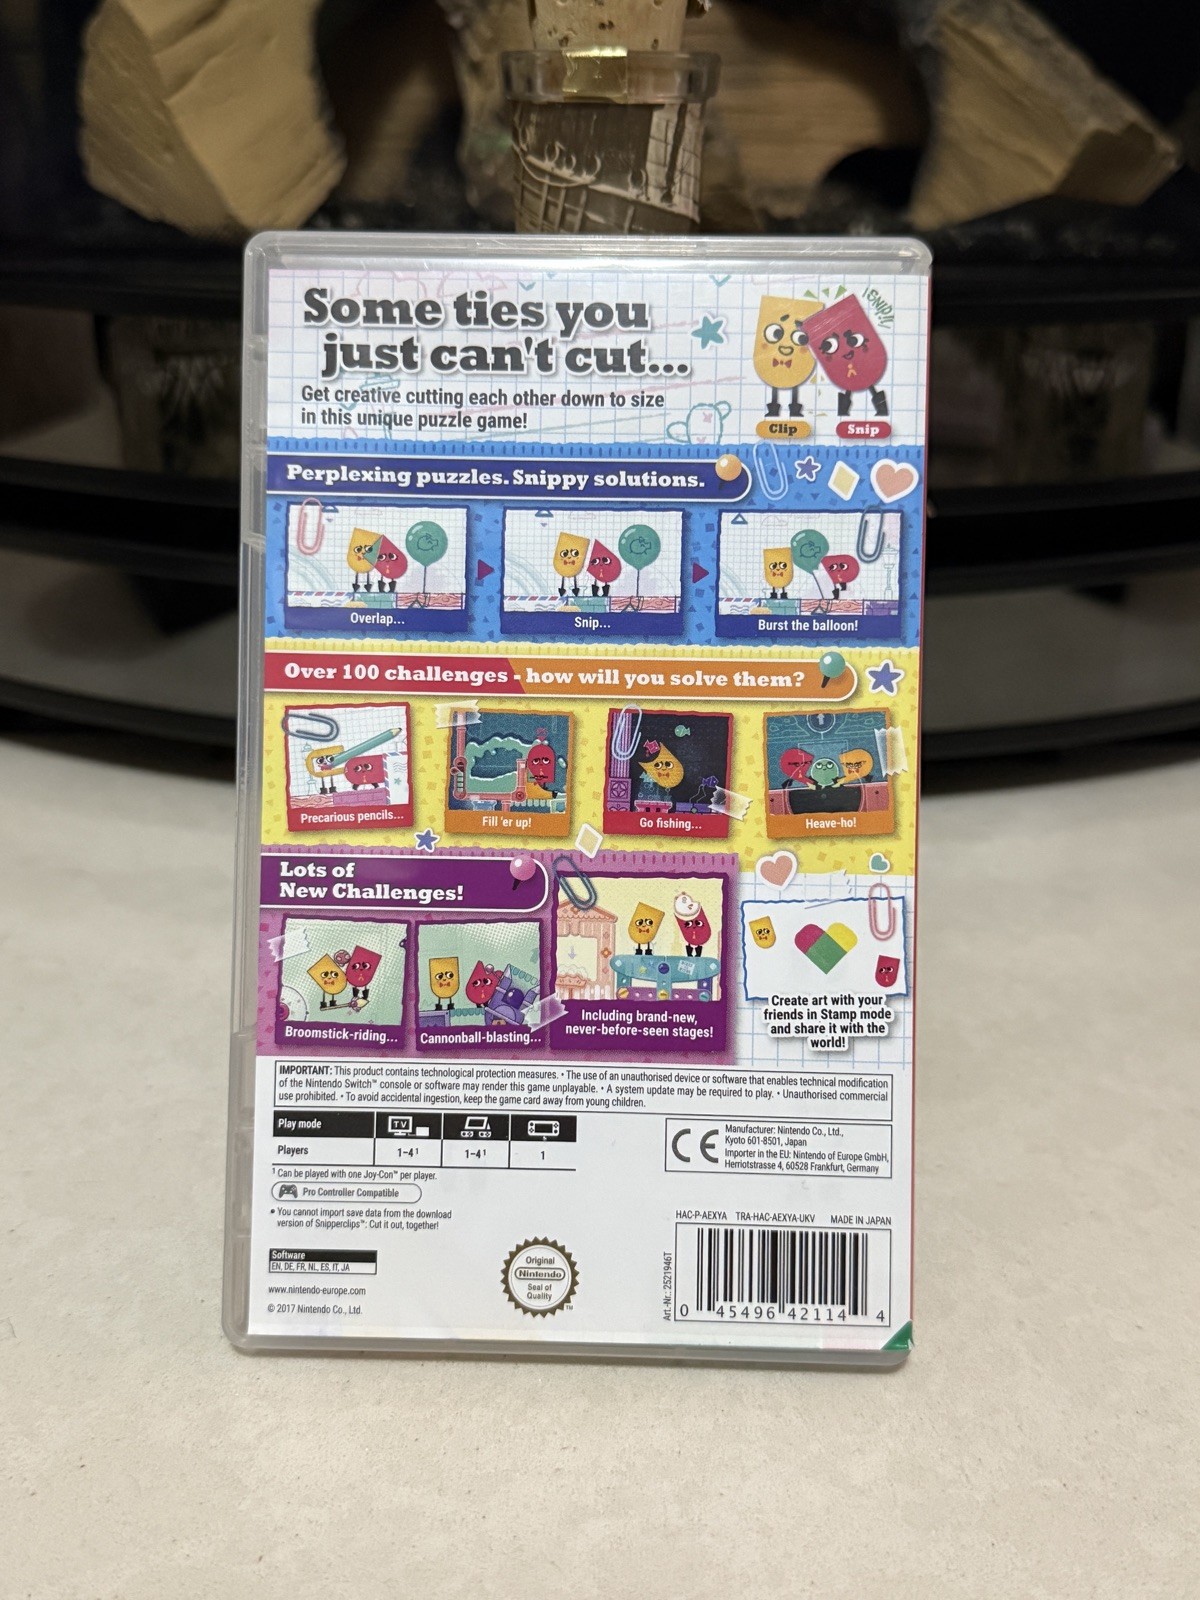 Some ties you
just can't cut...
Get creative cutting each other down to size
in this unique puzzle game!
SNIP!
Clip
Snip
Perplexing puzzles. Snippy solutions.
Overlap...
Snip...
Burst the balloon!
Over 100 challenges - how will you solve them?
Precarious pencils...
Fill 'er up!
Go fishing...
Heave-ho!
Lots of
New Challenges!
Broomstick-riding...
Cannonball-blasting...
Including brand-new,
never-before-seen stages!
Create art with your
friends in Stamp mode
and share it with the
world!
IMPORTANT: This product contains technological protection measures. • The use of an unauthorised device or software that enables technical modification
of the Nintendo Switch™ console or software may render this game unplayable. • A system update may be required to play. • Unauthorised commercial
use prohibited. • To avoid accidental ingestion, keep the game card away from young children.
Play mode
TV
Players
1-4¹
1-4¹
1
¹ Can be played with one Joy-Con™ per player.
Pro Controller Compatible
• You cannot import save data from the download
version of Snipperclips™: Cut it out, together!
CE
Manufacturer: Nintendo Co., Ltd.,
Kyoto 601-8501, Japan
Importer in the EU: Nintendo of Europe GmbH,
Herriotstrasse 4, 60528 Frankfurt, Germany
HAC-P-AEXYA TRA-HAC-AEXYA-UKV MADE IN JAPAN
Software
EN, DE, FR, NL, ES, IT, JA
www.nintendo-europe.com
© 2017 Nintendo Co., Ltd.
Original
Nintendo
Seal of
Quality
TM
Art.-Nr.: 2521946T
0 45496 42114 4